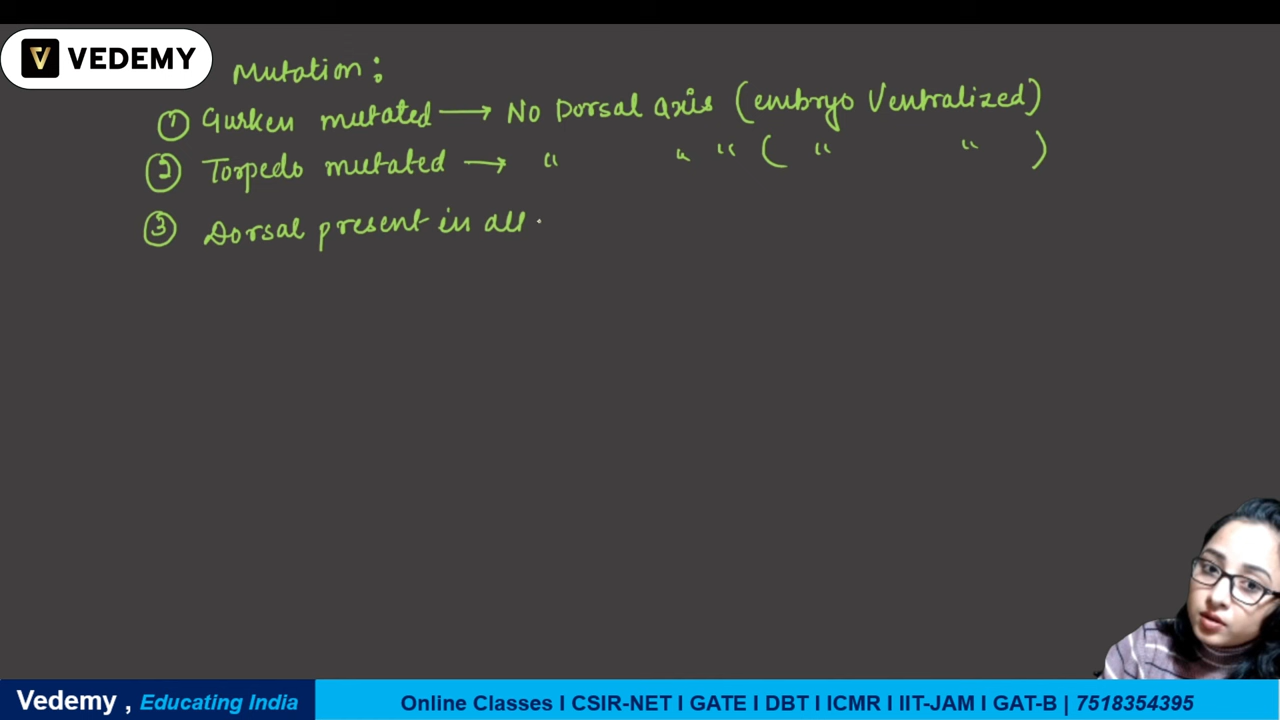 VEDEMY
Mutation:
① Gurken mutated → No Dorsal axis (embryo Ventralized)
② Torpedo mutated → " " " ( " " )
③ Dorsal present in all
Vedemy , Educating India
Online Classes I CSIR-NET I GATE I DBT I ICMR I IIT-JAM I GAT-B | 7518354395